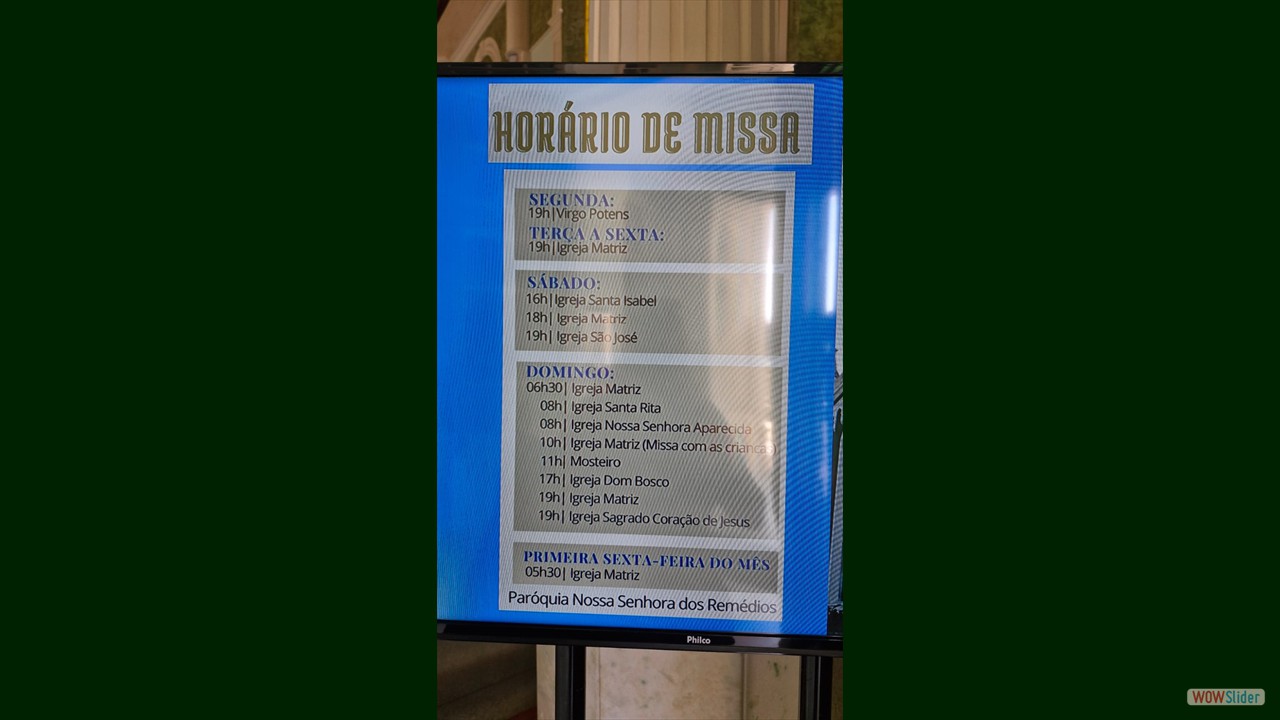 HORÁRIO DE MISSA
SEGUNDA:
19h|Virgo Potens
TERÇA A SEXTA:
19h|Igreja Matriz
SÁBADO:
16h|Igreja Santa Isabel
18h| Igreja Matriz
19h| Igreja São José
DOMINGO:
06h30| Igreja Matriz
08h| Igreja Santa Rita
08h| Igreja Nossa Senhora Aparecida
10h| Igreja Matriz (Missa com as crianças)
11h| Mosteiro
17h| Igreja Dom Bosco
19h| Igreja Matriz
19h| Igreja Sagrado Coração de Jesus
PRIMEIRA SEXTA-FEIRA DO MÊS
05h30| Igreja Matriz
Paróquia Nossa Senhora dos Remédios
Philco
WOWSlider